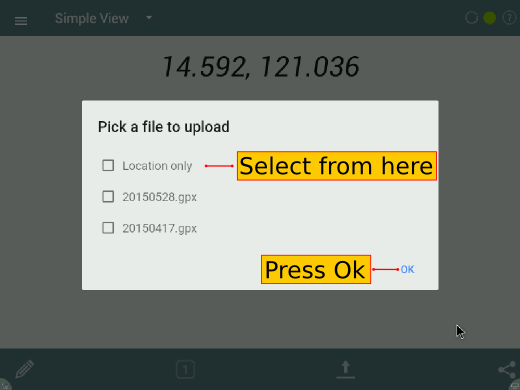 Simple View
14.592, 121.036
Pick a file to upload
Location only
Select from here
20150528.gpx
20150417.gpx
Press Ok
OK
1